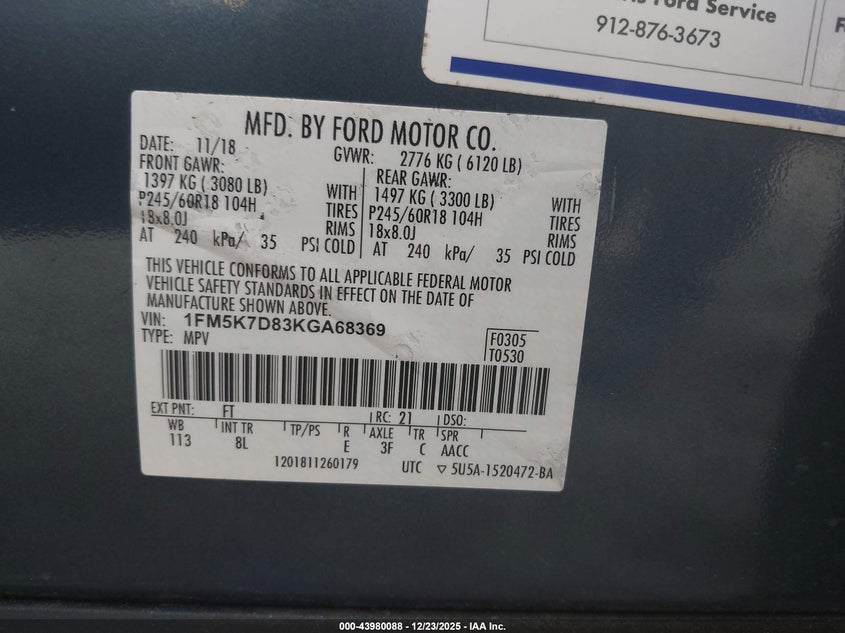 Ford Service
912-876-3673
MFD. BY FORD MOTOR CO.
DATE: 11/18 GVWR: 2776 KG ( 6120 LB)
FRONT GAWR: REAR GAWR:
1397 KG ( 3080 LB) WITH 1497 KG ( 3300 LB) WITH
P245/60R18 104H TIRES P245/60R18 104H TIRES
18x8.0J RIMS 18x8.0J RIMS
AT 240 kPa/ 35 PSI COLD AT 240 kPa/ 35 PSI COLD
THIS VEHICLE CONFORMS TO ALL APPLICABLE FEDERAL MOTOR
VEHICLE SAFETY STANDARDS IN EFFECT ON THE DATE OF
MANUFACTURE SHOWN ABOVE.
VIN: 1FM5K7D83KGA68369
TYPE: MPV
F0305
T0530
EXT PNT: FT RC: 21 DSO:
WB INT TR TP/PS R AXLE TR SPR
113 8L E 3F C AACC
1201811260179 UTC ▽ 5U5A-1520472-BA
000-43980088 - 12/23/2025 - IAA Inc.